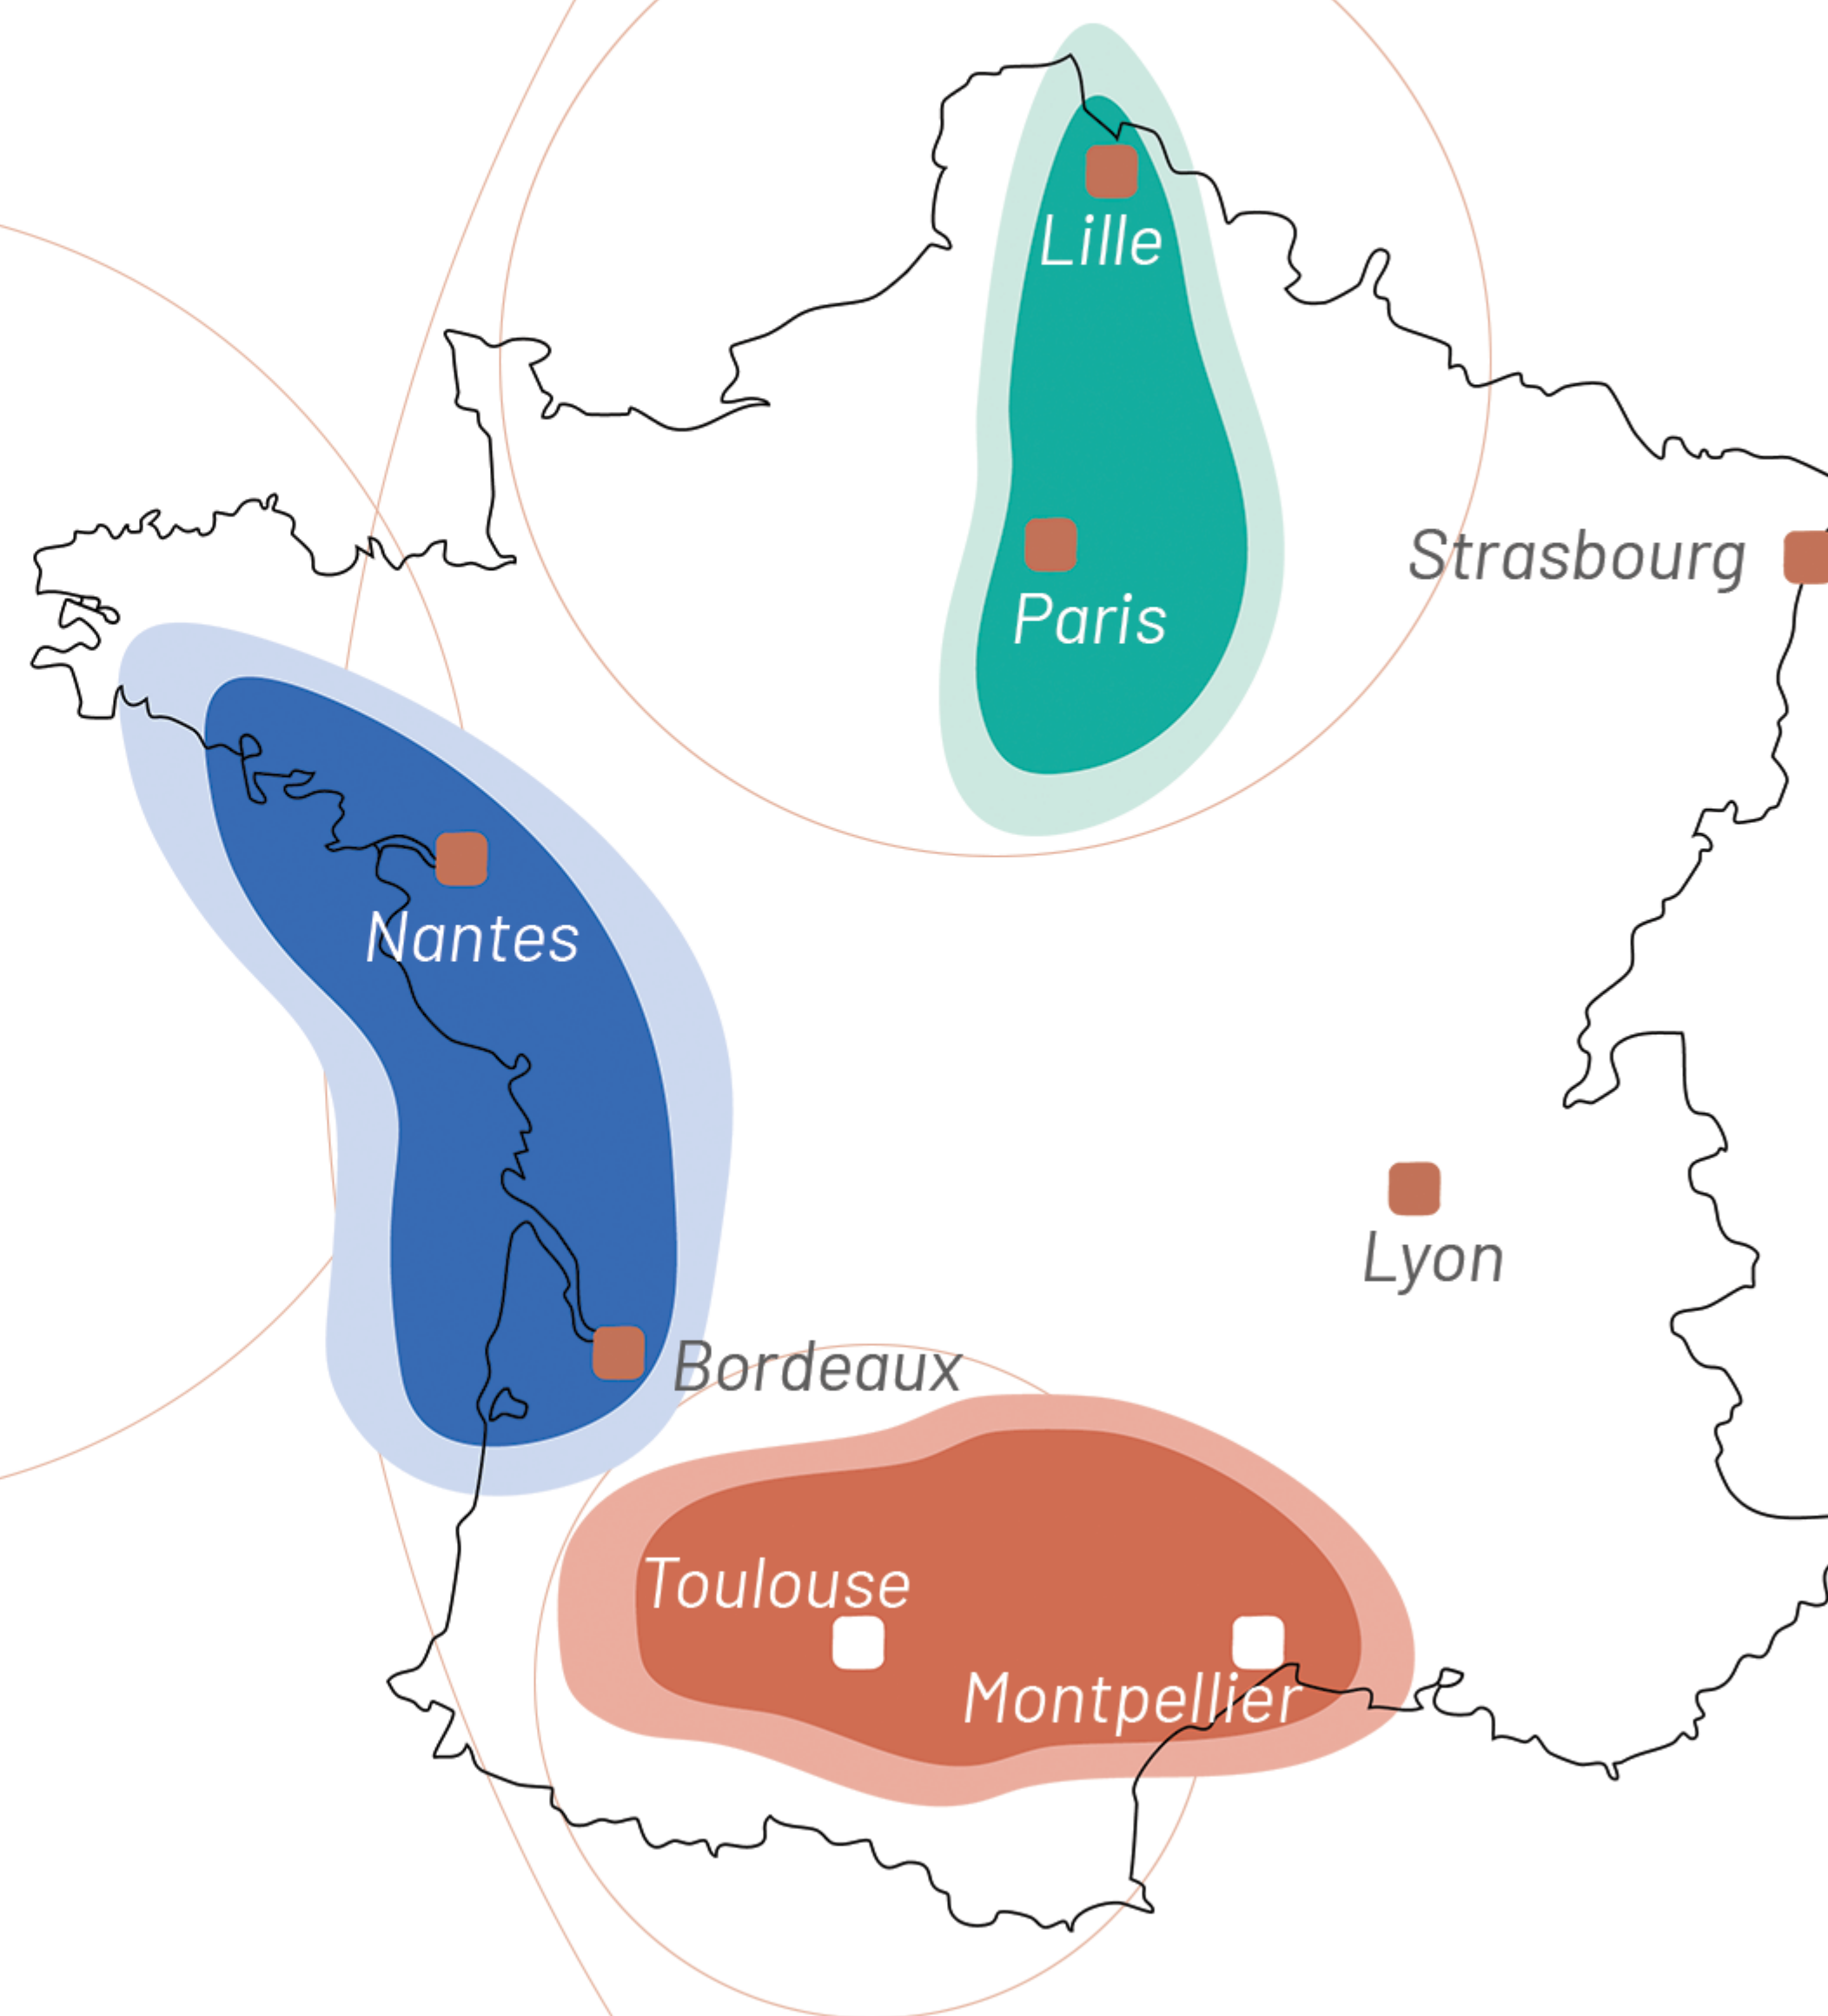 Lille
Strasbourg
Paris
Nantes
Lyon
Bordeaux
Toulouse
Montpellier